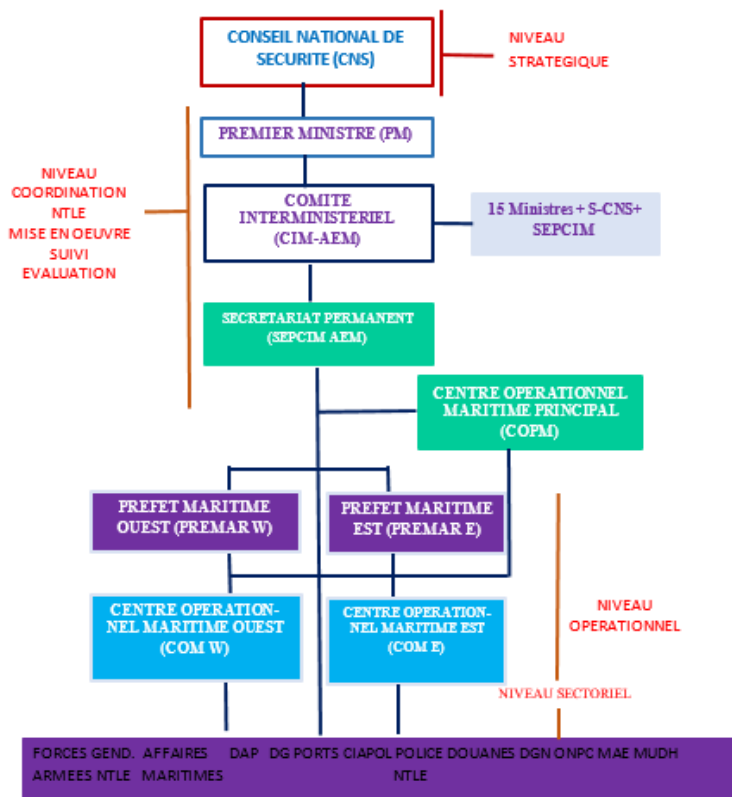 CONSEIL NATIONAL DE
SECURITE (CNS)
NIVEAU
STRATEGIQUE
PREMIER MINISTRE (PM)
NIVEAU
COORDINATION
NTLE
MISE EN OEUVRE
SUIVI
EVALUATION
COMITE
INTERMINISTERIEL
(CIM-AEM)
15 Ministres + S-CNS+
SEPCIM
SECRETARIAT PERMANENT
(SEPCIM AEM)
CENTRE OPERATIONNEL
MARITIME PRINCIPAL
(COPM)
PREFET MARITIME
OUEST (PREMAR W)
PREFET MARITIME
EST (PREMAR E)
CENTRE OPERATION-
NEL MARITIME OUEST
(COM W)
CENTRE OPERATION-
NEL MARITIME EST
(COM E)
NIVEAU
OPERATIONNEL
NIVEAU SECTORIEL
FORCES GEND. AFFAIRES DAP DG PORTS CIAPOL POLICE DOUANES DGN ONPC MAE MUDH
ARMEES NTLE MARITIMES NTLE